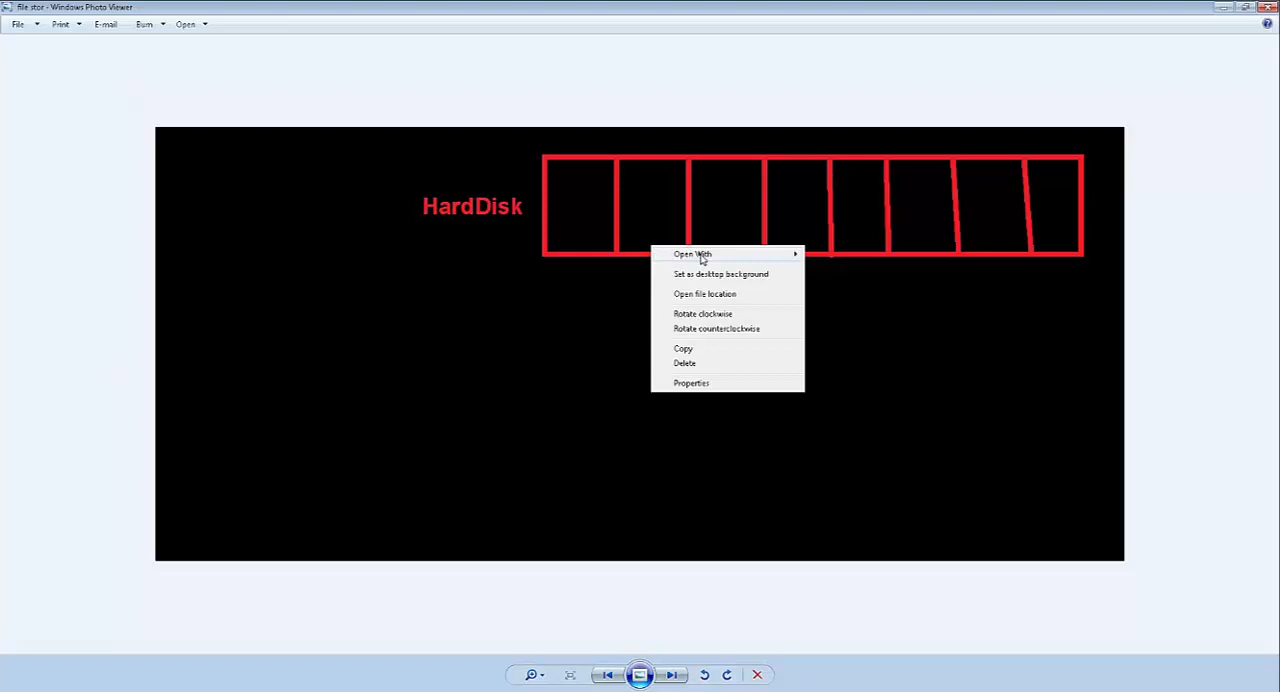 file stor - Windows Photo Viewer
File Print E-mail Burn Open
HardDisk
Open With
Set as desktop background
Open file location
Rotate clockwise
Rotate counterclockwise
Copy
Delete
Properties